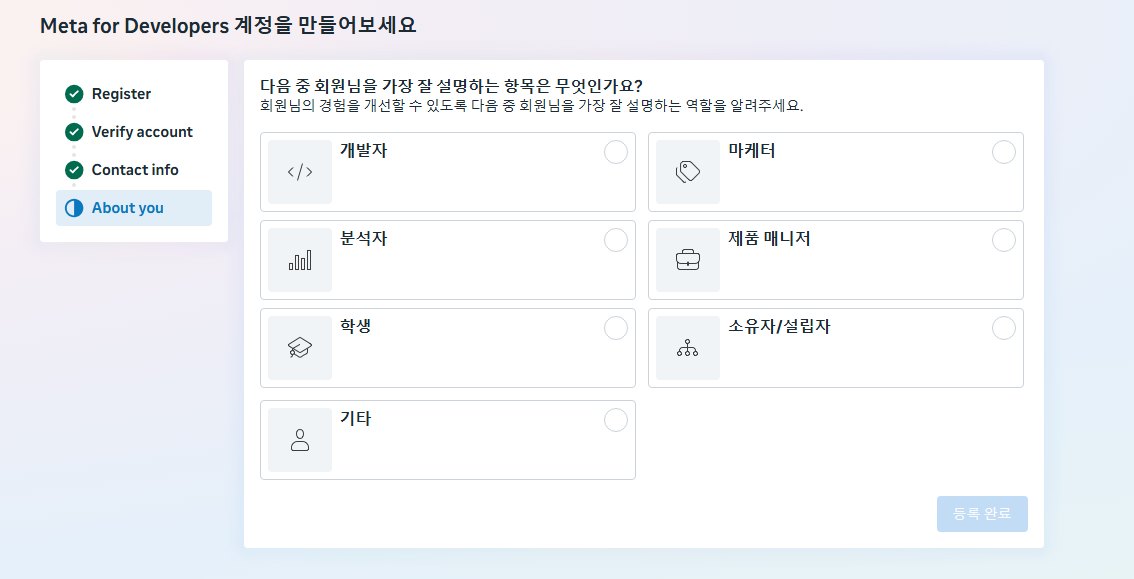 Meta for Developers 계정을 만들어보세요
Register
Verify account
Contact info
About you
다음 중 회원님을 가장 잘 설명하는 항목은 무엇인가요?
회원님의 경험을 개선할 수 있도록 다음 중 회원님을 가장 잘 설명하는 역할을 알려주세요.
개발자
마케터
분석자
제품 매니저
학생
소유자/설립자
기타
등록 완료